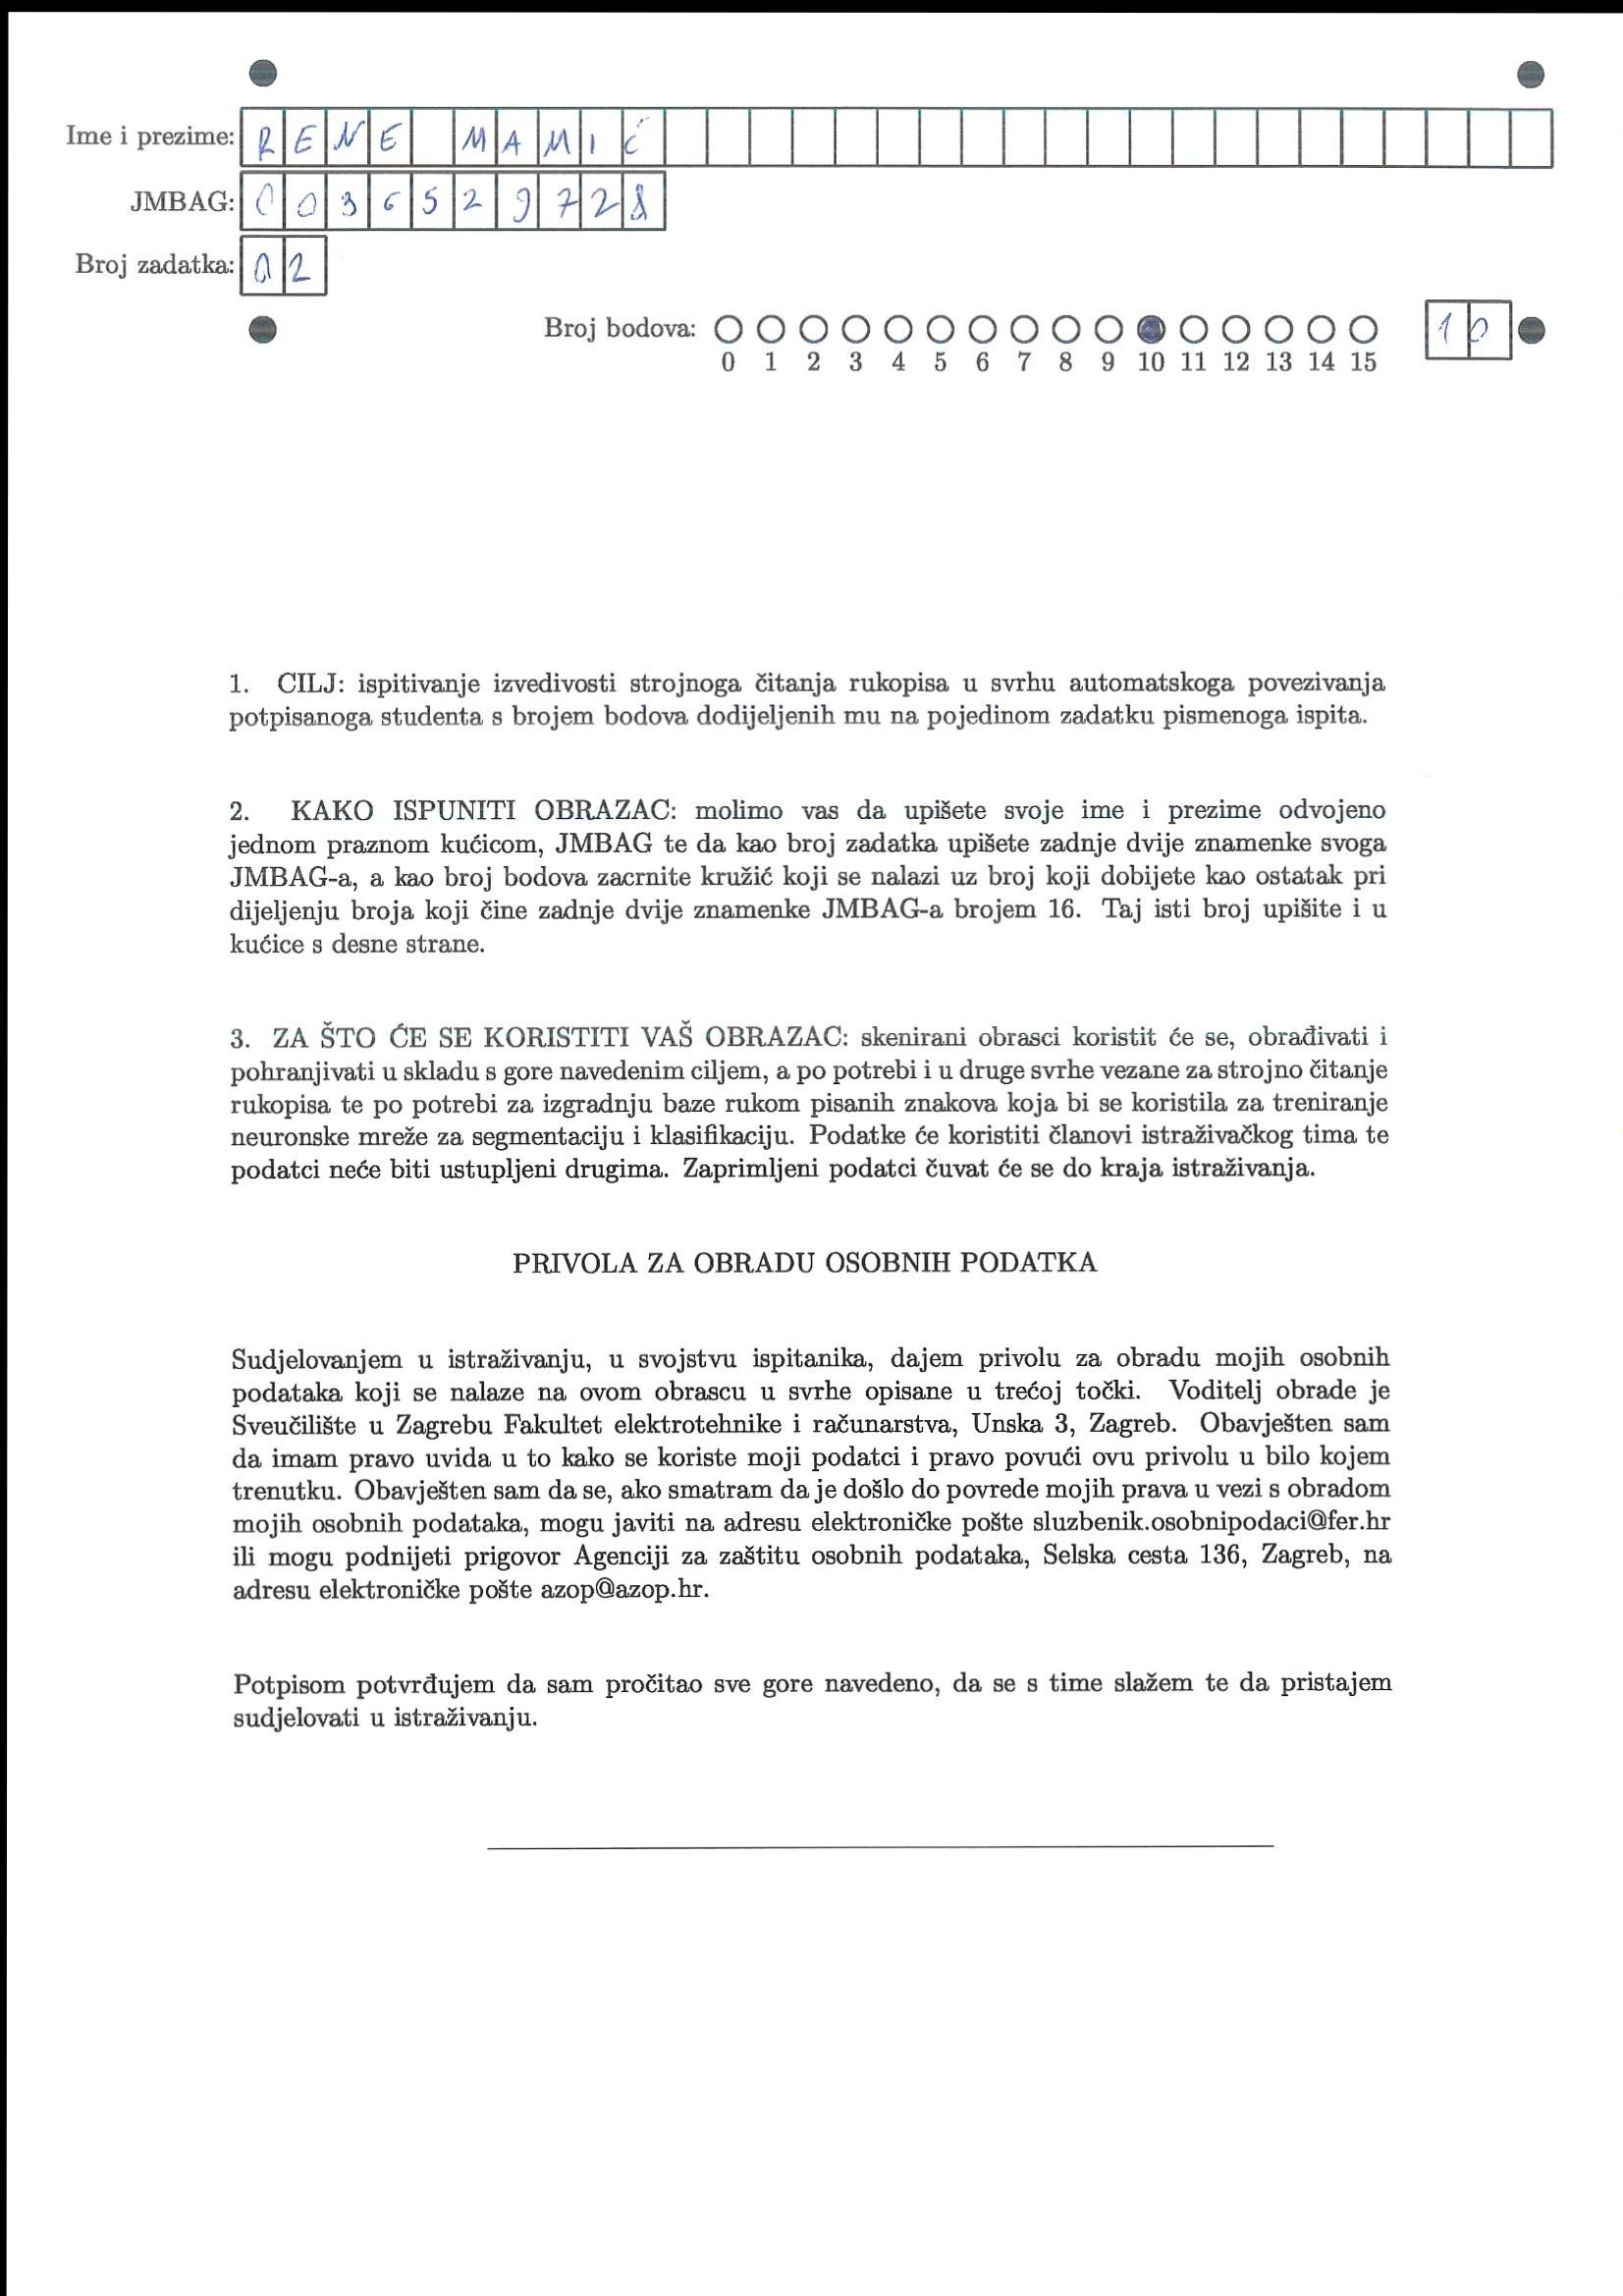 Ime i prezime: RENE MAMIĆ
JMBAG: 0036529728
Broj zadatka: 02
Broj bodova: 10
0 1 2 3 4 5 6 7 8 9 10 11 12 13 14 15
1. CILJ: ispitivanje izvedivosti strojnoga čitanja rukopisa u svrhu automatskoga povezivanja
potpisanoga studenta s brojem bodova dodijeljenih mu na pojedinom zadatku pismenoga ispita.
2. KAKO ISPUNITI OBRAZAC: molimo vas da upišete svoje ime i prezime odvojeno
jednom praznom kućicom, JMBAG te da kao broj zadatka upišete zadnje dvije znamenke svoga
JMBAG-a, a kao broj bodova zacrnite kružić koji se nalazi uz broj koji dobijete kao ostatak pri
dijeljenju broja koji čine zadnje dvije znamenke JMBAG-a brojem 16. Taj isti broj upišite i u
kućice s desne strane.
3. ZA ŠTO ĆE SE KORISTITI VAŠ OBRAZAC: skenirani obrasci koristit će se, obrađivati i
pohranjivati u skladu s gore navedenim ciljem, a po potrebi i u druge svrhe vezane za strojno čitanje
rukopisa te po potrebi za izgradnju baze rukom pisanih znakova koja bi se koristila za treniranje
neuronske mreže za segmentaciju i klasifikaciju. Podatke će koristiti članovi istraživačkog tima te
podatci neće biti ustupljeni drugima. Zaprimljeni podatci čuvat će se do kraja istraživanja.
PRIVOLA ZA OBRADU OSOBNIH PODATKA
Sudjelovanjem u istraživanju, u svojstvu ispitanika, dajem privolu za obradu mojih osobnih
podataka koji se nalaze na ovom obrascu u svrhe opisane u trećoj točki. Voditelj obrade je
Sveučilište u Zagrebu Fakultet elektrotehnike i računarstva, Unska 3, Zagreb. Obavješten sam
da imam pravo uvida u to kako se koriste moji podatci i pravo povući ovu privolu u bilo kojem
trenutku. Obavješten sam da se, ako smatram da je došlo do povrede mojih prava u vezi s obradom
mojih osobnih podataka, mogu javiti na adresu elektroničke pošte sluzbenik.osobnipodaci@fer.hr
ili mogu podnijeti prigovor Agenciji za zaštitu osobnih podataka, Selska cesta 136, Zagreb, na
adresu elektroničke pošte azop@azop.hr.
Potpisom potvrđujem da sam pročitao sve gore navedeno, da se s time slažem te da pristajem
sudjelovati u istraživanju.